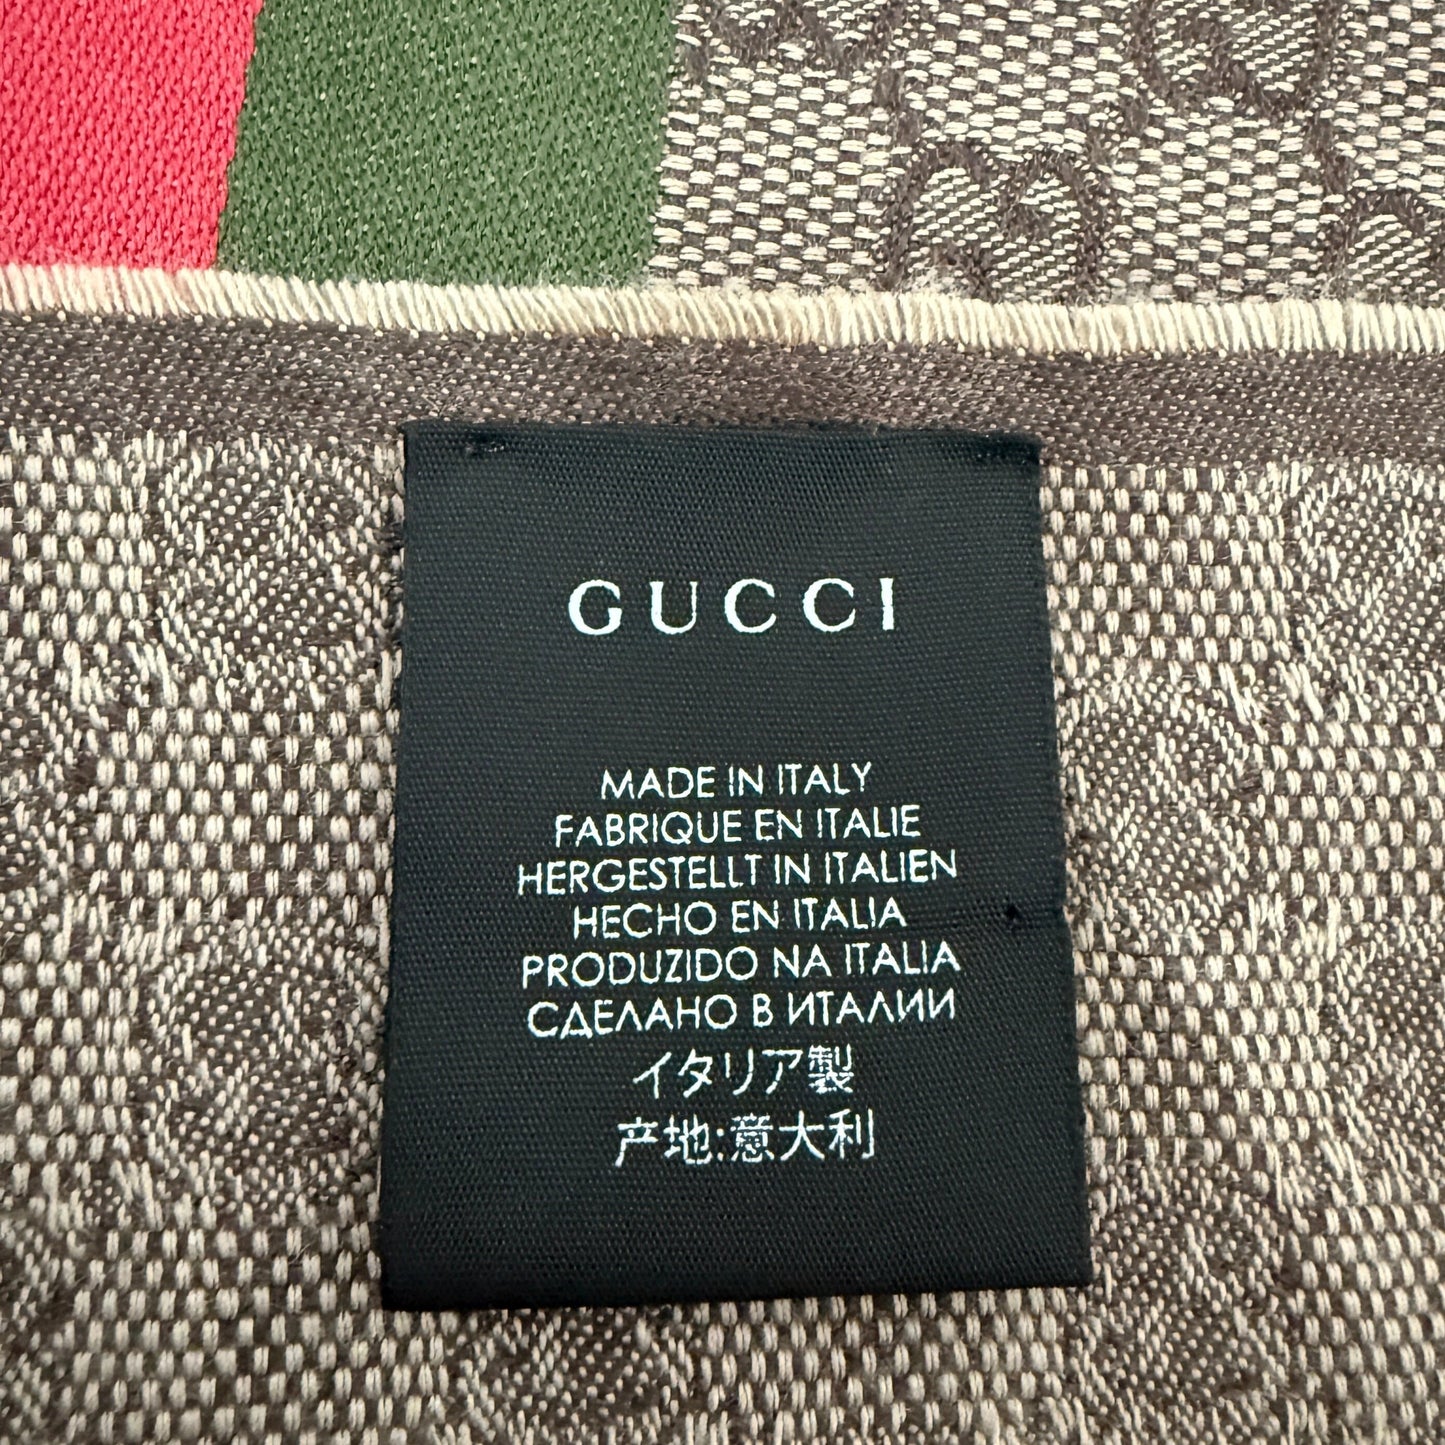 GUCCI
MADE IN ITALY
FABRIQUE EN ITALIE
HERGESTELLT IN ITALIEN
HECHO EN ITALIA
PRODUZIDO NA ITALIA
СДЕЛАНО В ИТАЛИИ
イタリア製
产地:意大利